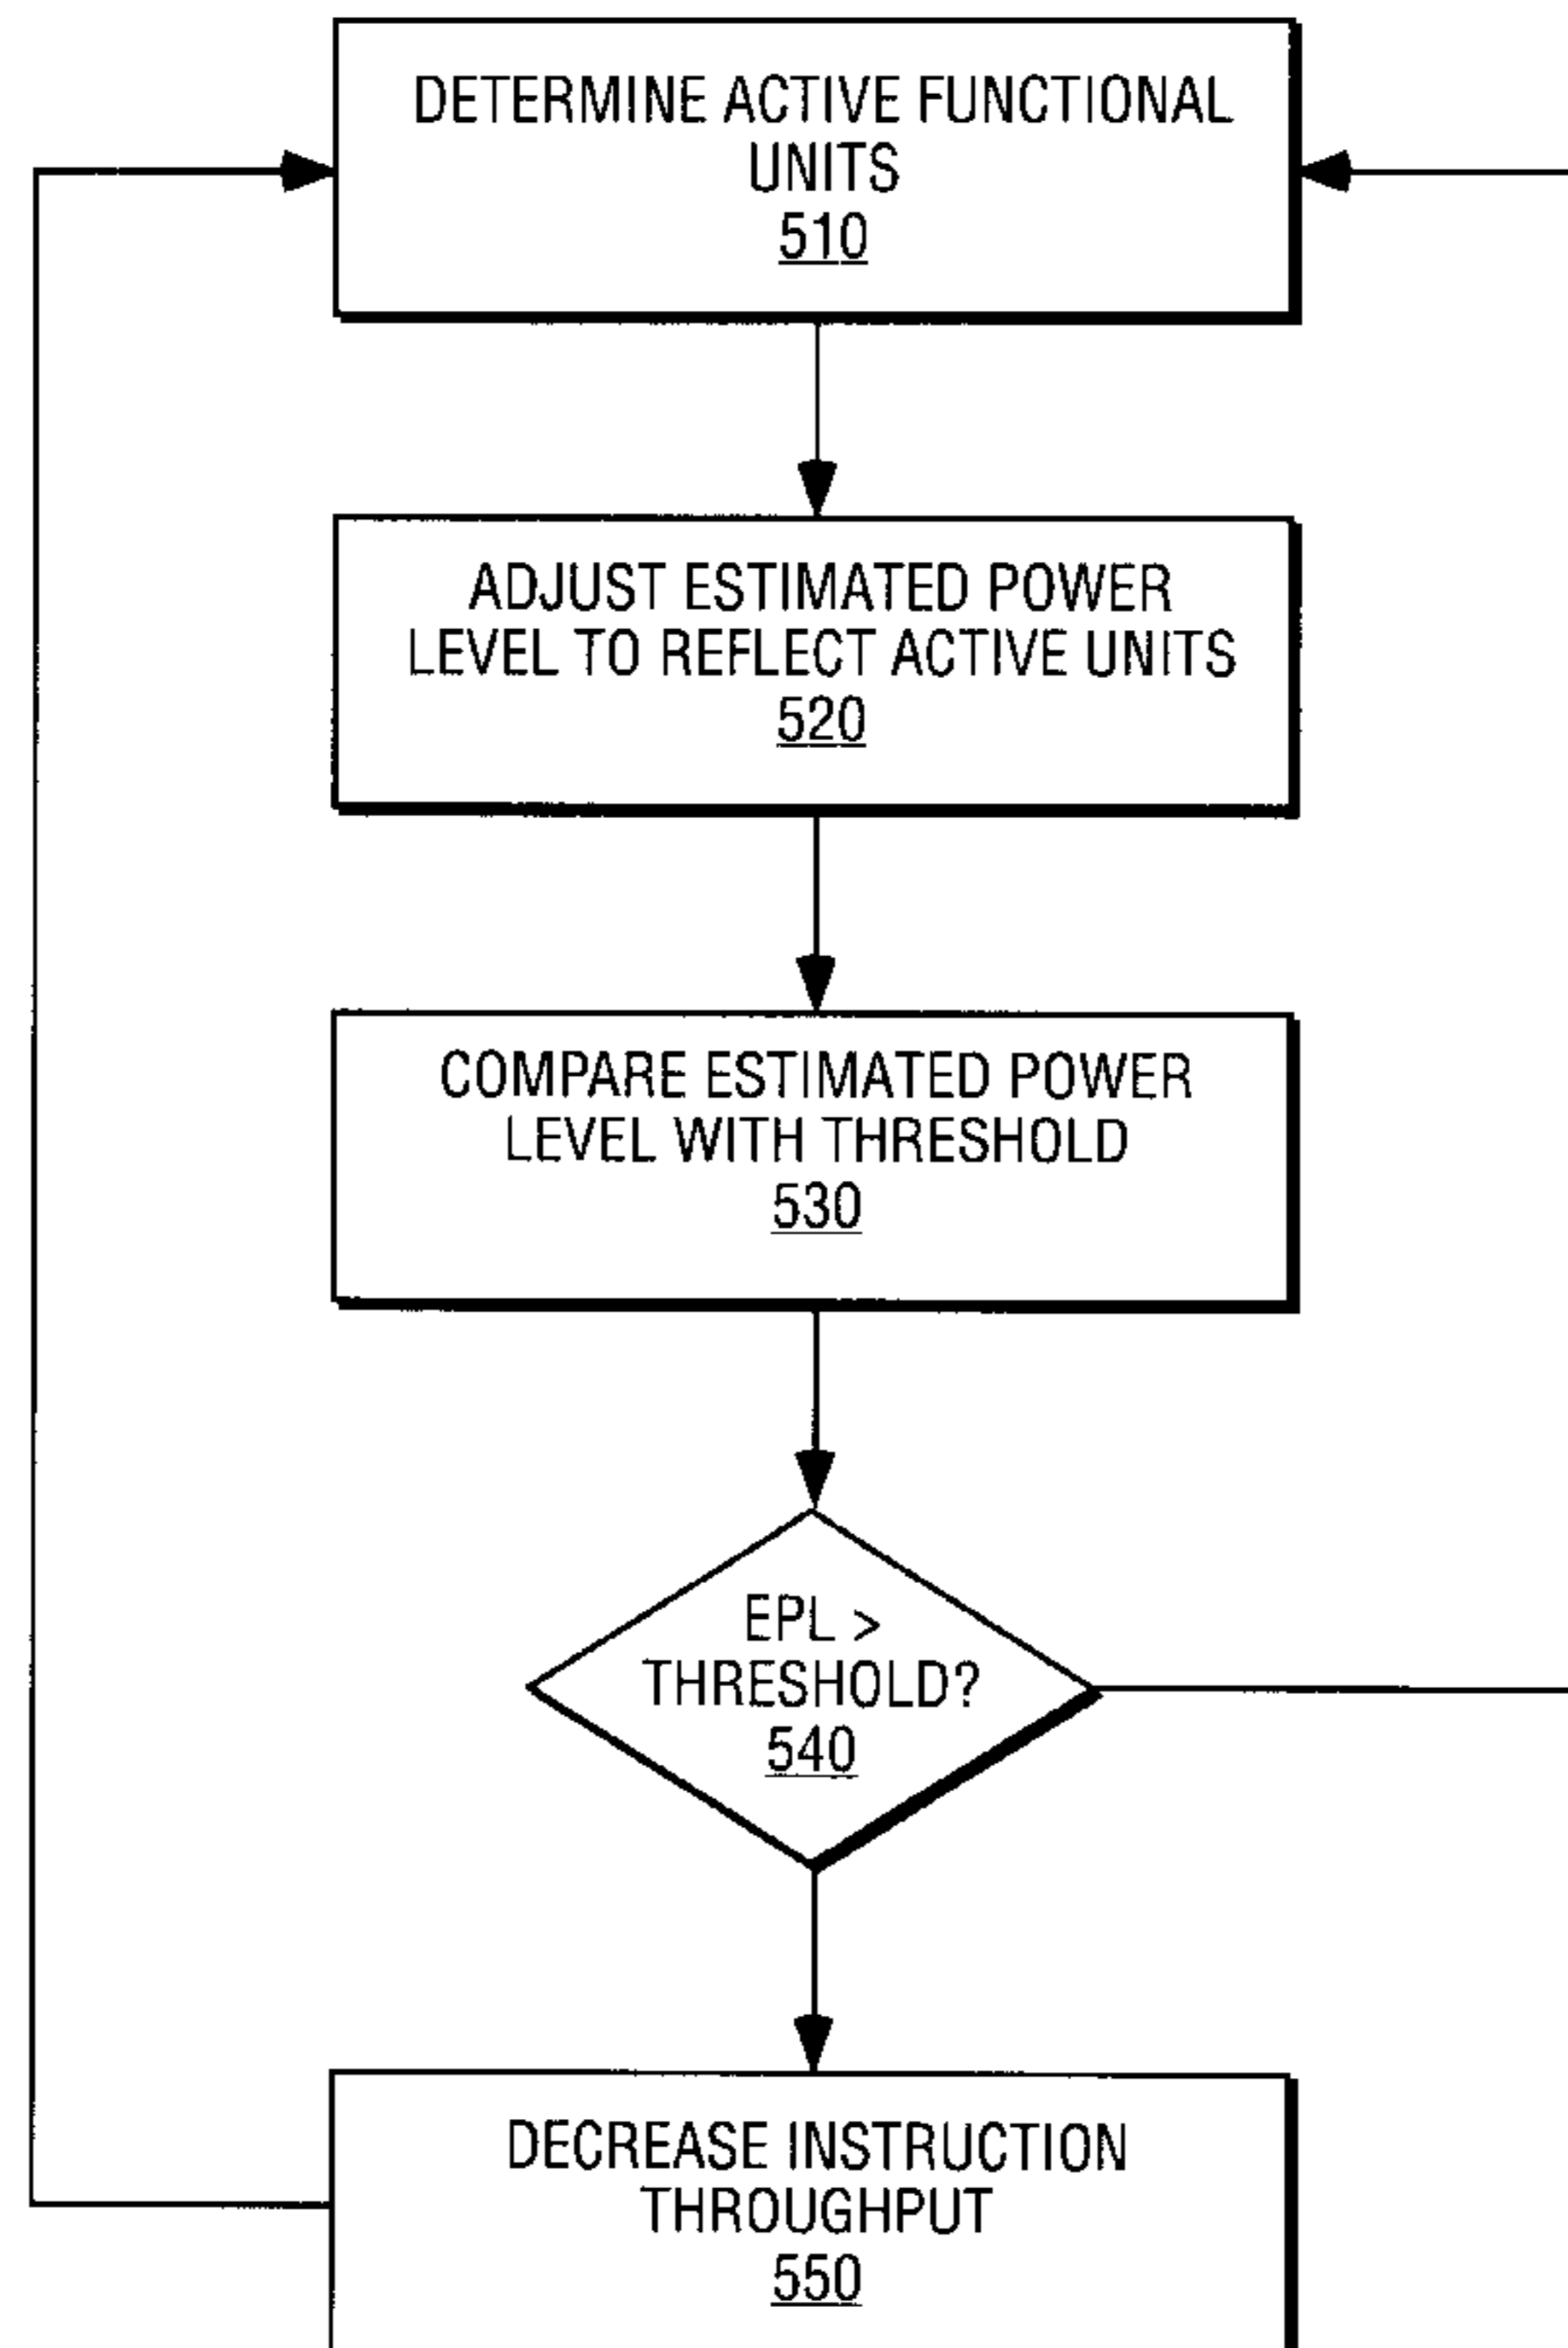 DETERMINE ACTIVE FUNCTIONAL
UNITS
510
ADJUST ESTIMATED POWER
LEVEL TO REFLECT ACTIVE UNITS
520
COMPARE ESTIMATED POWER
LEVEL WITH THRESHOLD
530
EPL >
THRESHOLD?
540
DECREASE INSTRUCTION
THROUGHPUT
550